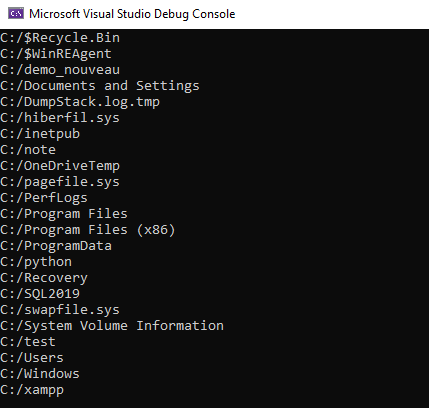 Microsoft Visual Studio Debug Console
C:/$Recycle.Bin
C:/$WinREAgent
C:/demo_nouveau
C:/Documents and Settings
C:/DumpStack.log.tmp
C:/hiberfil.sys
C:/inetpub
C:/note
C:/OneDriveTemp
C:/pagefile.sys
C:/PerfLogs
C:/Program Files
C:/Program Files (x86)
C:/ProgramData
C:/python
C:/Recovery
C:/SQL2019
C:/swapfile.sys
C:/System Volume Information
C:/test
C:/Users
C:/Windows
C:/xampp